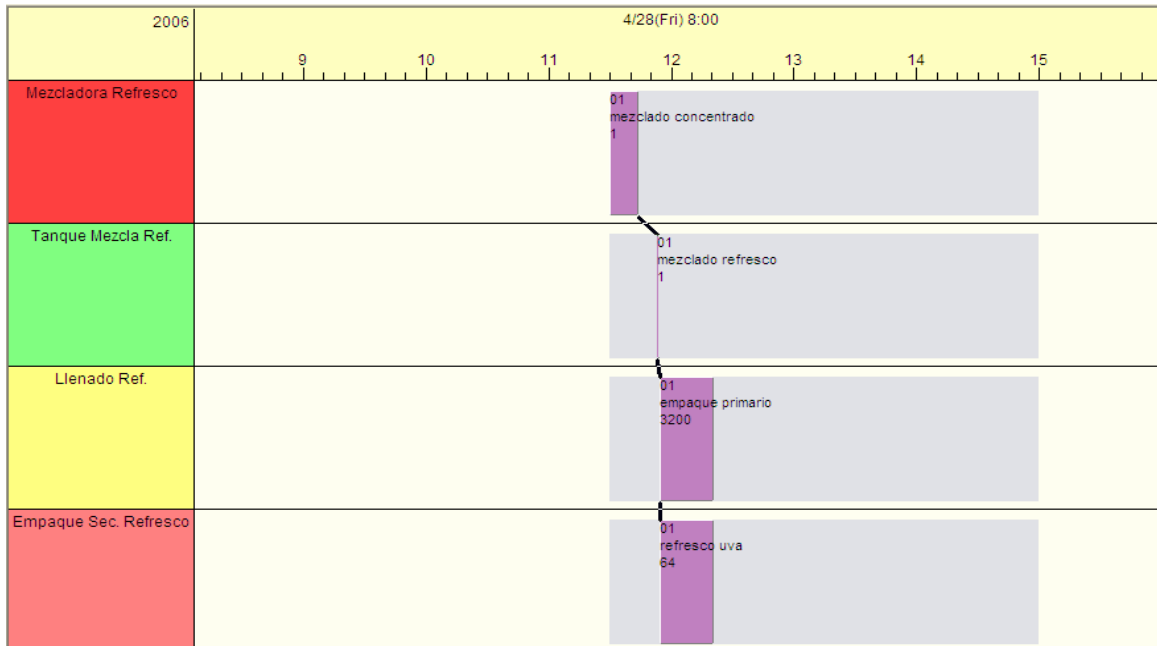 2006
4/28(Fri) 8:00
9 10 11 12 13 14 15
Mezcladora Refresco
01
mezclado concentrado
1
Tanque Mezcla Ref.
01
mezclado refresco
1
Llenado Ref.
01
empaque primario
3200
Empaque Sec. Refresco
01
refresco uva
64